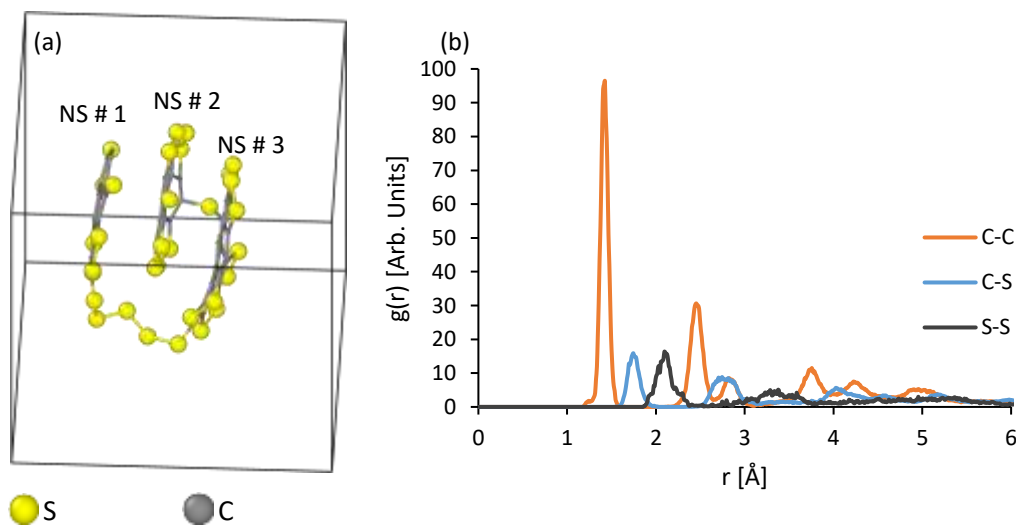 (a)
NS # 1
NS # 2
NS # 3
S
C
(b)
g(r) [Arb. Units]
100
90
80
70
60
50
40
30
20
10
0
0 1 2 3 4 5 6
r [Å]
C-C
C-S
S-S